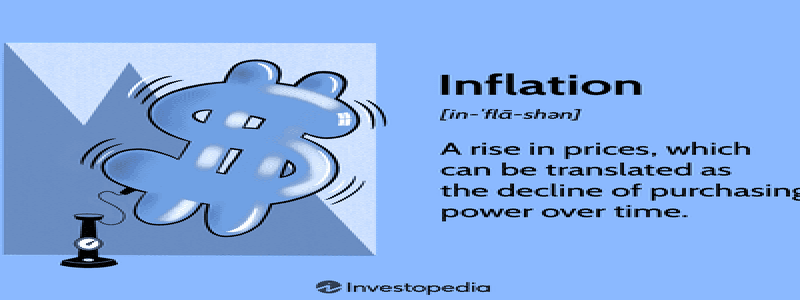 Inflation
[in-ˈflā-shən]
A rise in prices, which
can be translated as
the decline of purchasing
power over time.
Investopedia